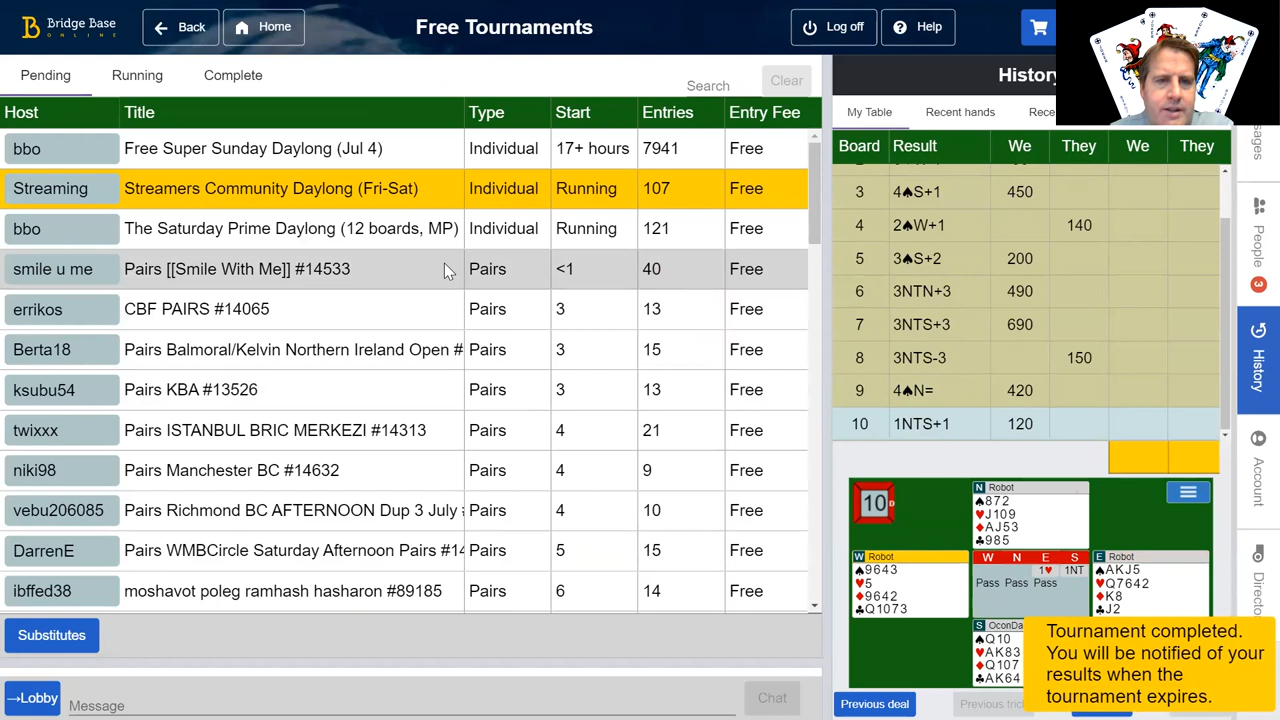 Bridge Base
ONLINE
Back
Home
Free Tournaments
Log off
Help
Pending
Running
Complete
Search
Clear
Host
Title
Type
Start
Entries
Entry Fee
bbo
Free Super Sunday Daylong (Jul 4)
Individual
17+ hours
7941
Free
Streaming
Streamers Community Daylong (Fri-Sat)
Individual
Running
107
Free
bbo
The Saturday Prime Daylong (12 boards, MP)
Individual
Running
121
Free
smile u me
Pairs [[Smile With Me]] #14533
Pairs
<1
40
Free
errikos
CBF PAIRS #14065
Pairs
3
13
Free
Berta18
Pairs Balmoral/Kelvin Northern Ireland Open #
Pairs
3
15
Free
ksubu54
Pairs KBA #13526
Pairs
3
13
Free
twixxx
Pairs ISTANBUL BRIC MERKEZI #14313
Pairs
4
21
Free
niki98
Pairs Manchester BC #14632
Pairs
4
9
Free
vebu206085
Pairs Richmond BC AFTERNOON Dup 3 July
Pairs
4
10
Free
DarrenE
Pairs WMBCircle Saturday Afternoon Pairs #14
Pairs
5
15
Free
ibffed38
moshavot poleg ramhash hasharon #89185
Pairs
6
14
Free
Substitutes
→Lobby
Message
Chat
History
My Table
Recent hands
Rece
Board
Result
We
They
We
They
3
4♠S+1
450
4
2♠W+1
140
5
3♠S+2
200
6
3NTN+3
490
7
3NTS+3
690
8
3NTS-3
150
9
4♠N=
420
10
1NTS+1
120
10
D
N Robot
♠872
♥J109
♦AJ53
♣985
W Robot
♠9643
♥5
♦9642
♣Q1073
W N E S
1♥ 1NT
Pass Pass Pass
E Robot
♠AKJ5
♥Q7642
♦K8
♣J2
S OconDa
♠Q10
♥AK83
♦Q107
♣AK64
Tournament completed.
You will be notified of your
results when the
tournament expires.
Previous deal
Previous tric
sages
People
3
History
Account
Director